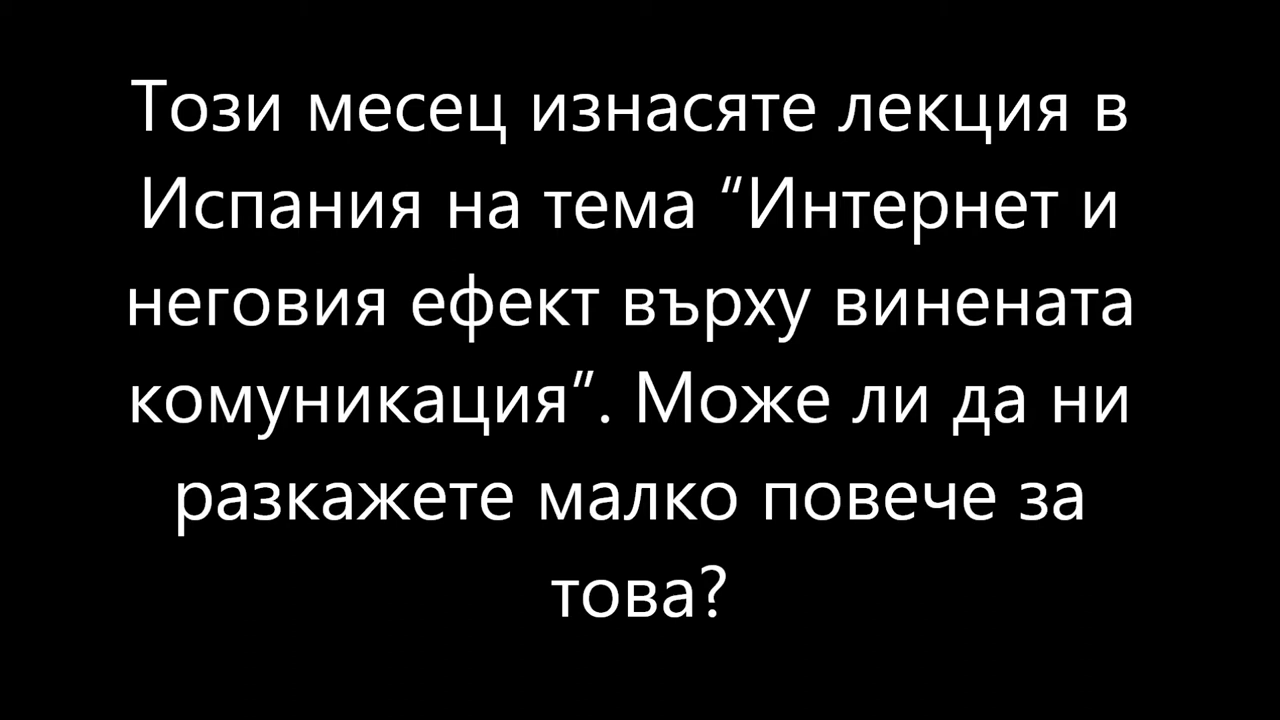 Този месец изнасяте лекция в
Испания на тема “Интернет и
неговия ефект върху винената
комуникация”. Може ли да ни
разкажете малко повече за
това?